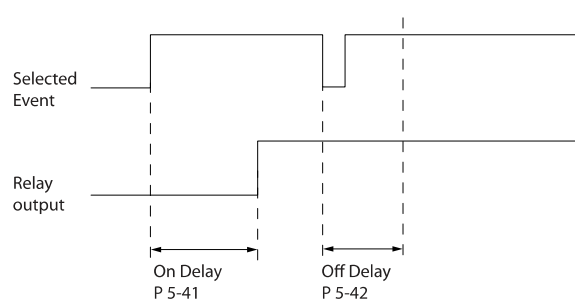 Selected
Event
Relay
output
On Delay
P 5-41
Off Delay
P 5-42